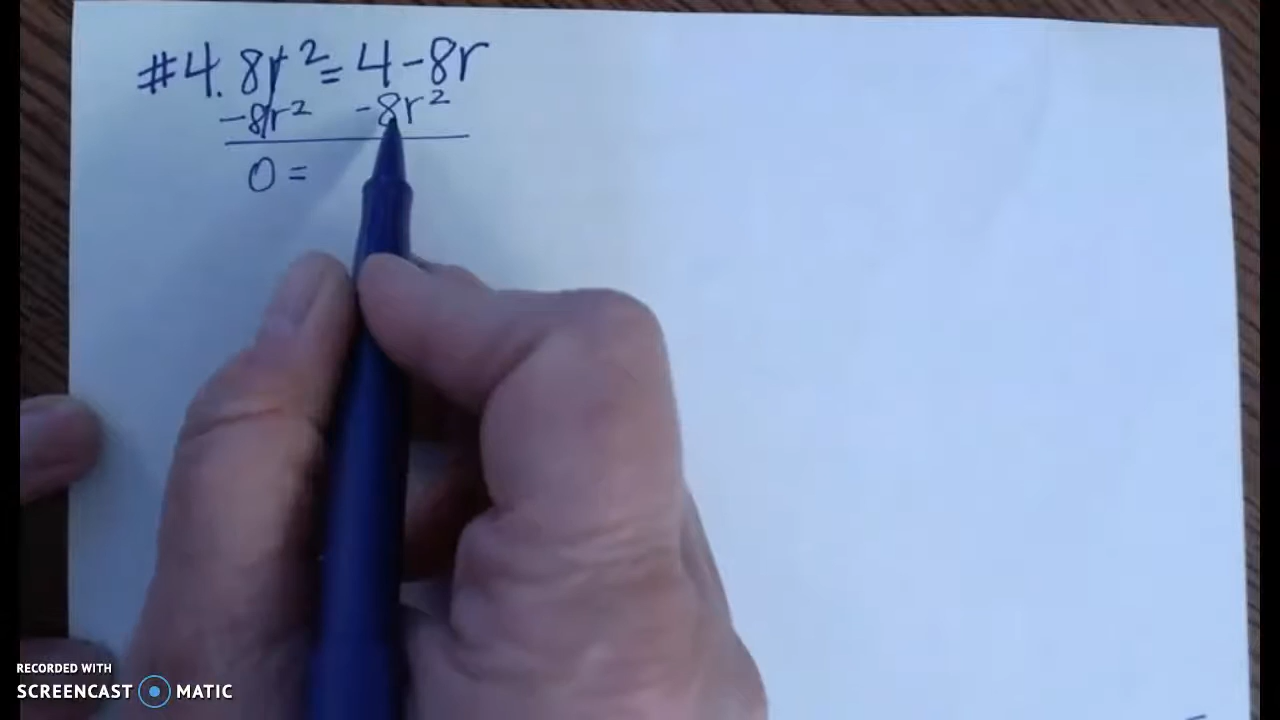 #4. 8r² = 4 - 8r
-8r² -8r²
0 =
RECORDED WITH
SCREENCAST MATIC